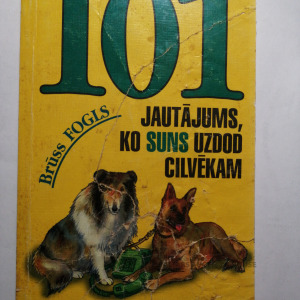 101
Brūss FOGLS
JAUTĀJUMS,
KO SUNS UZDOD
CILVĒKAM